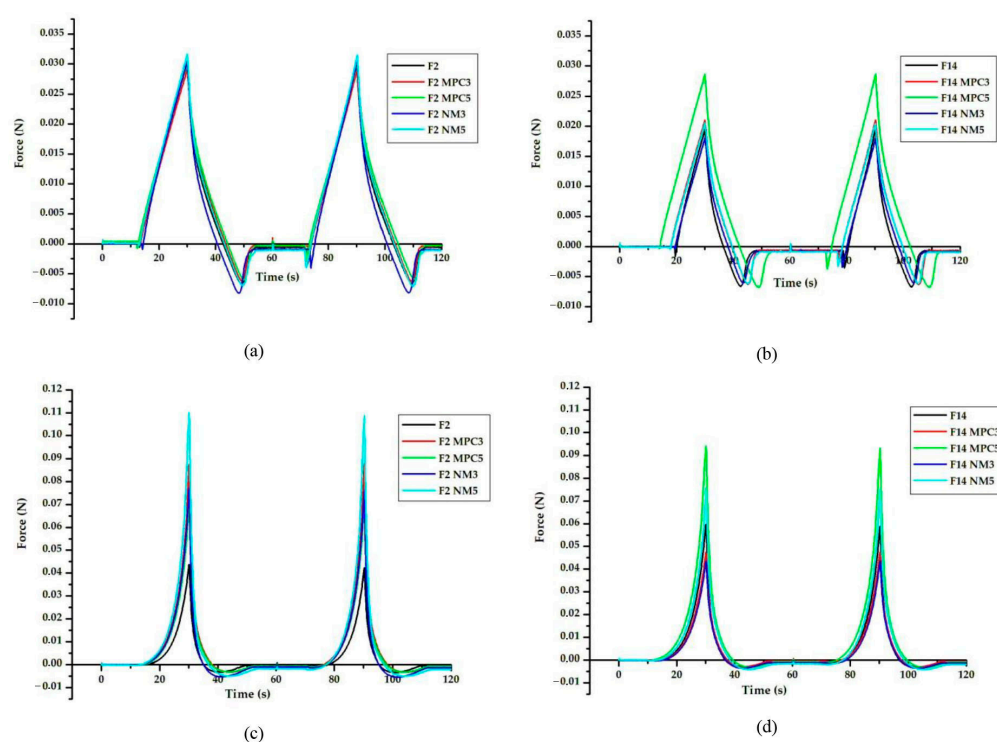 0.035
0.030
0.025
0.020
0.015
0.010
0.005
0.000
−0.005
−0.010
Force (N)
0 20 40 60 80 100 120
Time (s)
F2
F2 MPC3
F2 MPC5
F2 NM3
F2 NM5
(a)
0.035
0.030
0.025
0.020
0.015
0.010
0.005
0.000
−0.005
−0.010
Force (N)
0 20 40 60 80 100 120
Time (s)
F14
F14 MPC3
F14 MPC5
F14 NM3
F14 NM5
(b)
0.12
0.11
0.10
0.09
0.08
0.07
0.06
0.05
0.04
0.03
0.02
0.01
0.00
−0.01
Force (N)
0 20 40 60 80 100 120
Time (s)
F2
F2 MPC3
F2 MPC5
F2 NM3
F2 NM5
(c)
0.12
0.11
0.10
0.09
0.08
0.07
0.06
0.05
0.04
0.03
0.02
0.01
0.00
−0.01
Force (N)
0 20 40 60 80 100 120
Time (s)
F14
F14 MPC3
F14 MPC5
F14 NM3
F14 NM5
(d)